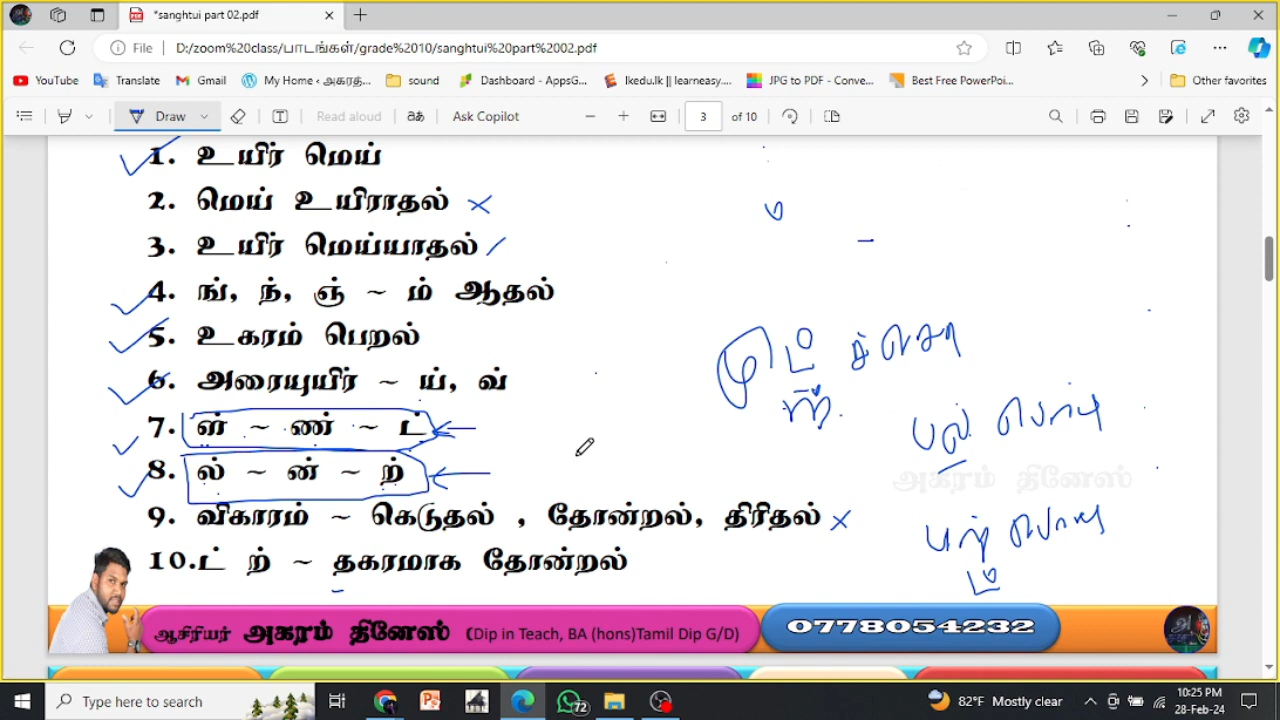 *sanghtui part 02.pdf
File D:/zoom%20class/பாடங்கள்/grade%2010/sanghtui%20part%2002.pdf
YouTube Translate Gmail My Home ‹ அகரத்... sound Dashboard - AppsG... Ikedu.lk || learneasy.... JPG to PDF - Conve... Best Free PowerPoi... Other favorites
Draw Read aloud Ask Copilot 3 of 10
1. உயிர் மெய்
2. மெய் உயிராதல்
3. உயிர் மெய்யாதல்
4. ங், ந், ஞ் ~ ம் ஆதல்
5. உகரம் பெறல்
6. அரையுயிர் ~ ய், வ்
7. ள் ~ ண் ~ ட்
8. ல் ~ ன் ~ ற்
9. விகாரம் ~ கெடுதல் , தோன்றல், திரிதல்
10. ட் ற் ~ தகரமாக தோன்றல்
பல்
அகரம் தினேஸ்
ஆசிரியர் அகரம் தினேஸ் (Dip in Teach, BA (hons)Tamil Dip G/D)
0778054232
Type here to search
72
82°F Mostly clear
10:25 PM
28-Feb-24